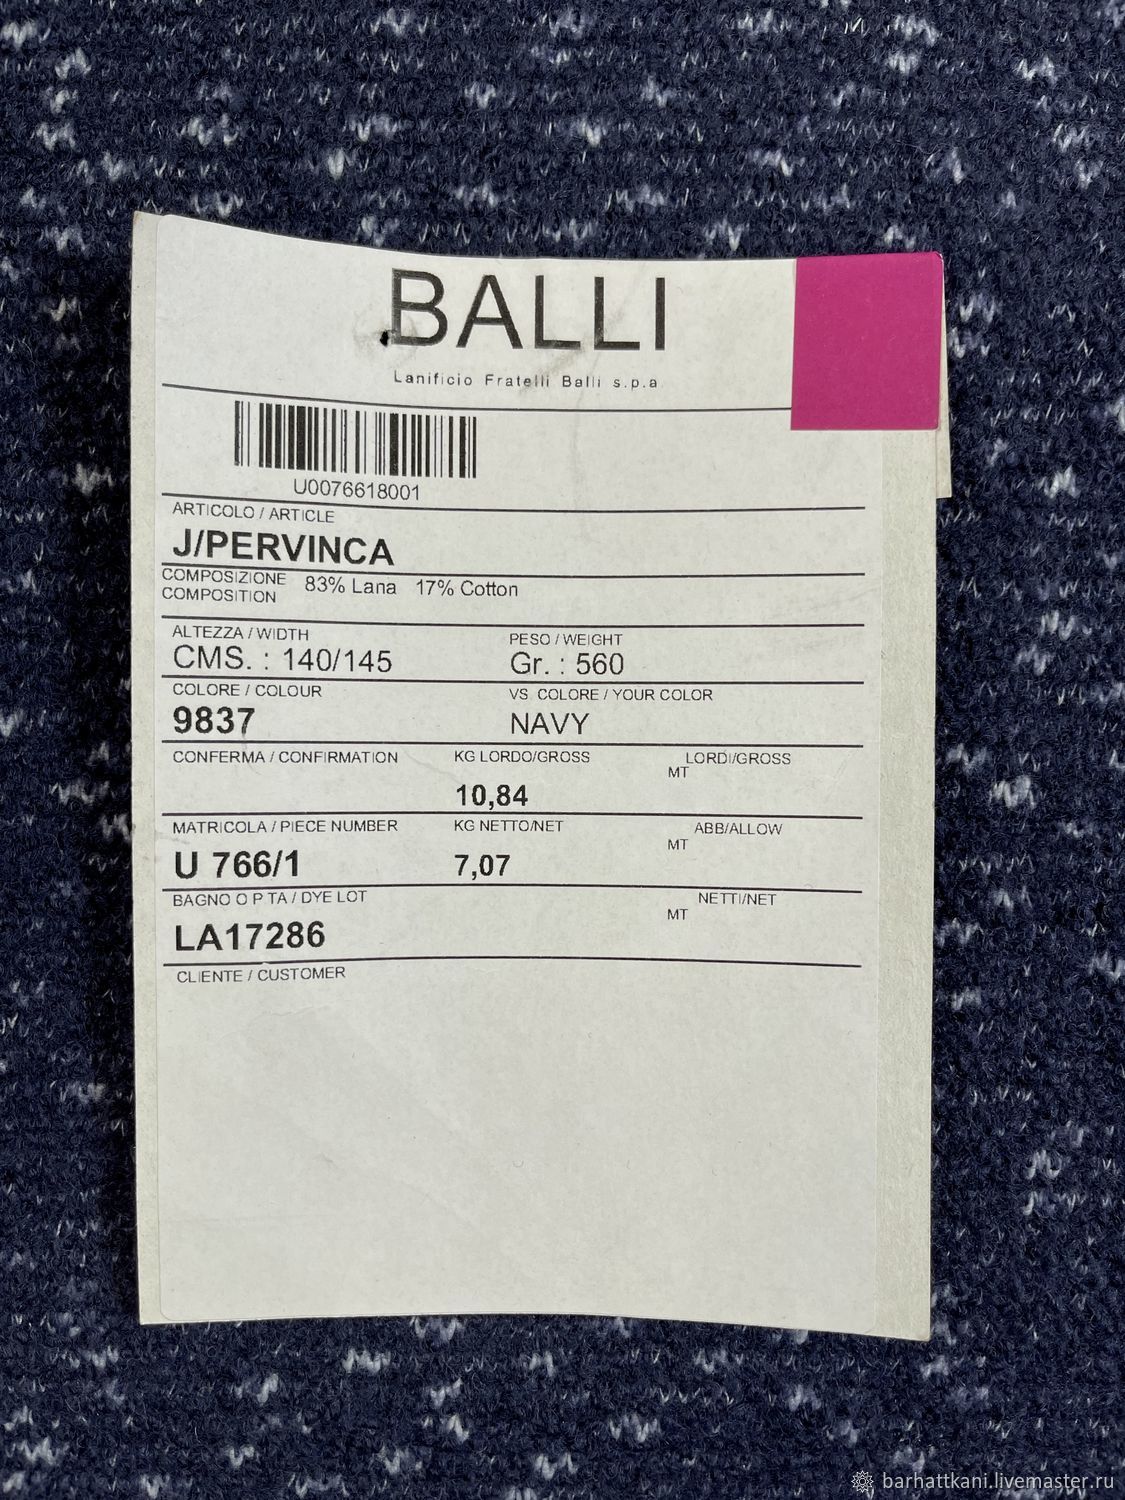 BALLI
Lanificio Fratelli Balli s.p.a
U0076618001
ARTICOLO / ARTICLE
J/PERVINCA
COMPOSIZIONE 83% Lana 17% Cotton
COMPOSITION
ALTEZZA / WIDTH PESO / WEIGHT
CMS. : 140/145 Gr. : 560
COLORE / COLOUR VS COLORE / YOUR COLOR
9837 NAVY
CONFERMA / CONFIRMATION KG LORDO/GROSS LORDI/GROSS
MT
10,84
MATRICOLA / PIECE NUMBER KG NETTO/NET ABB/ALLOW
MT
U 766/1 7,07
BAGNO O P TA / DYE LOT NETTI/NET
MT
LA17286
CLIENTE / CUSTOMER
barhattkani.livemaster.ru